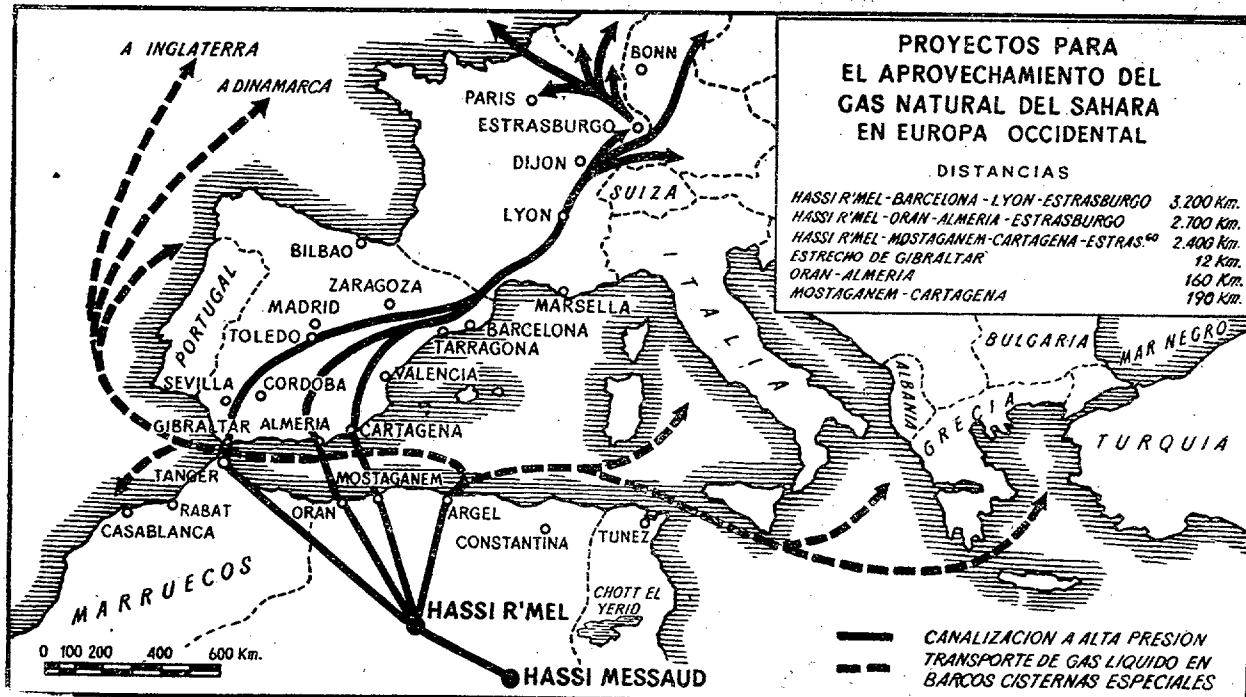 A INGLATERRA
A DINAMARCA
BONN
PARIS
ESTRASBURGO
DIJON
SUIZA
LYON
BILBAO
ZARAGOZA
MADRID
TOLEDO
PORTUGAL
MARSELLA
BARCELONA
TARRAGONA
VALENCIA
SEVILLA
CORDOBA
GIBRALTAR
ALMERIA
CARTAGENA
TANGER
MOSTAGANEM
RABAT
CASABLANCA
ORAN
ARGEL
CONSTANTINA
TUNEZ
MARRUECOS
CHOTT EL
YERIO
HASSI R'MEL
HASSI MESSAUD
ITALIA
ALBANIA
GRECIA
BULGARIA
MAR NEGRO
TURQUIA
0 100 200 400 600 Km.
PROYECTOS PARA
EL APROVECHAMIENTO DEL
GAS NATURAL DEL SAHARA
EN EUROPA OCCIDENTAL
DISTANCIAS
HASSI R'MEL-BARCELONA-LYON-ESTRASBURGO 3.200 Km.
HASSI R'MEL-ORAN-ALMERIA-ESTRASBURGO 2.700 Km.
HASSI R'MEL-MOSTAGANEM-CARTAGENA-ESTRAS.GO 2.400 Km.
ESTRECHO DE GIBRALTAR 12 Km.
ORAN-ALMERIA 160 Km.
MOSTAGANEM-CARTAGENA 190 Km.
CANALIZACION A ALTA PRESION
TRANSPORTE DE GAS LIQUIDO EN
BARCOS CISTERNAS ESPECIALES